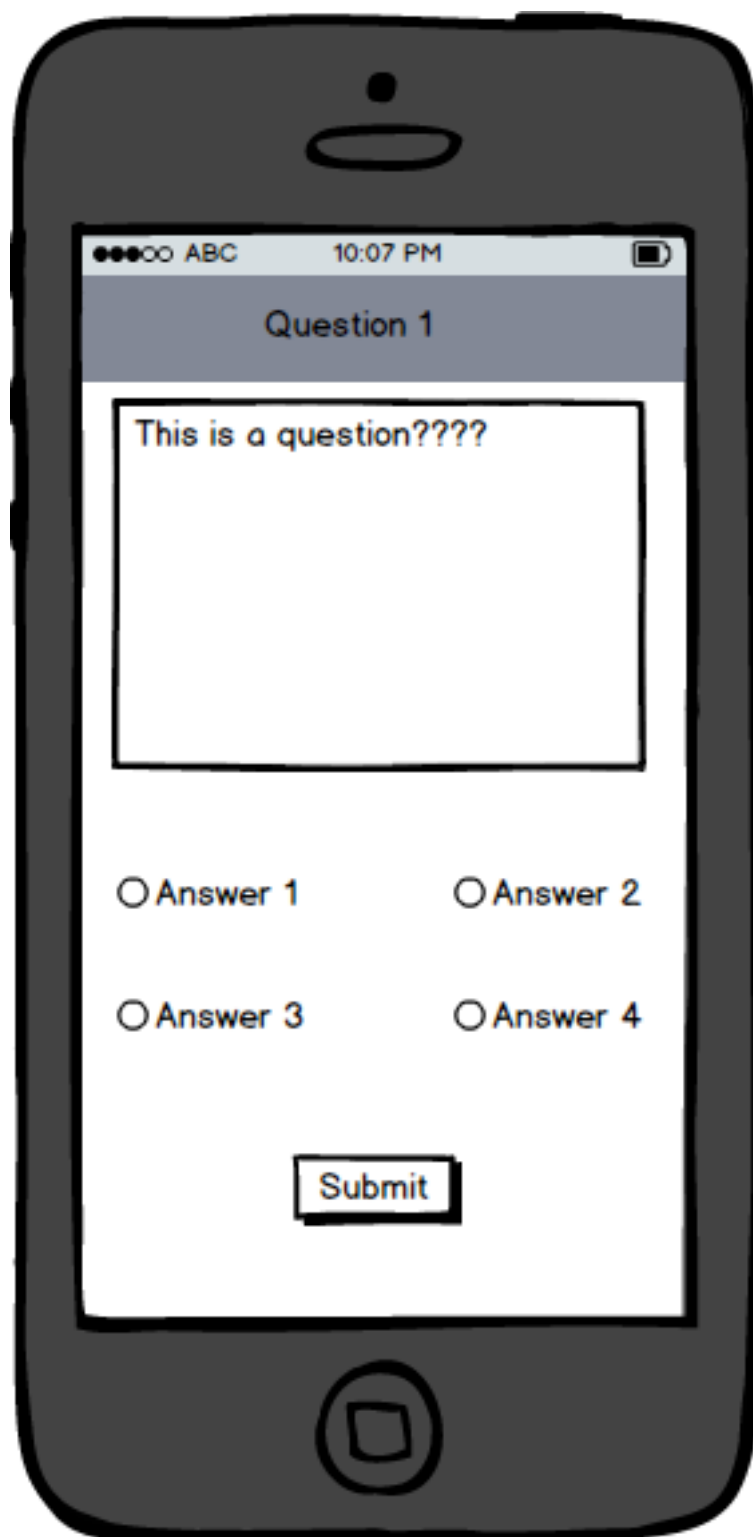 ABC 10:07 PM
Question 1
This is a question????
Answer 1 Answer 2
Answer 3 Answer 4
Submit